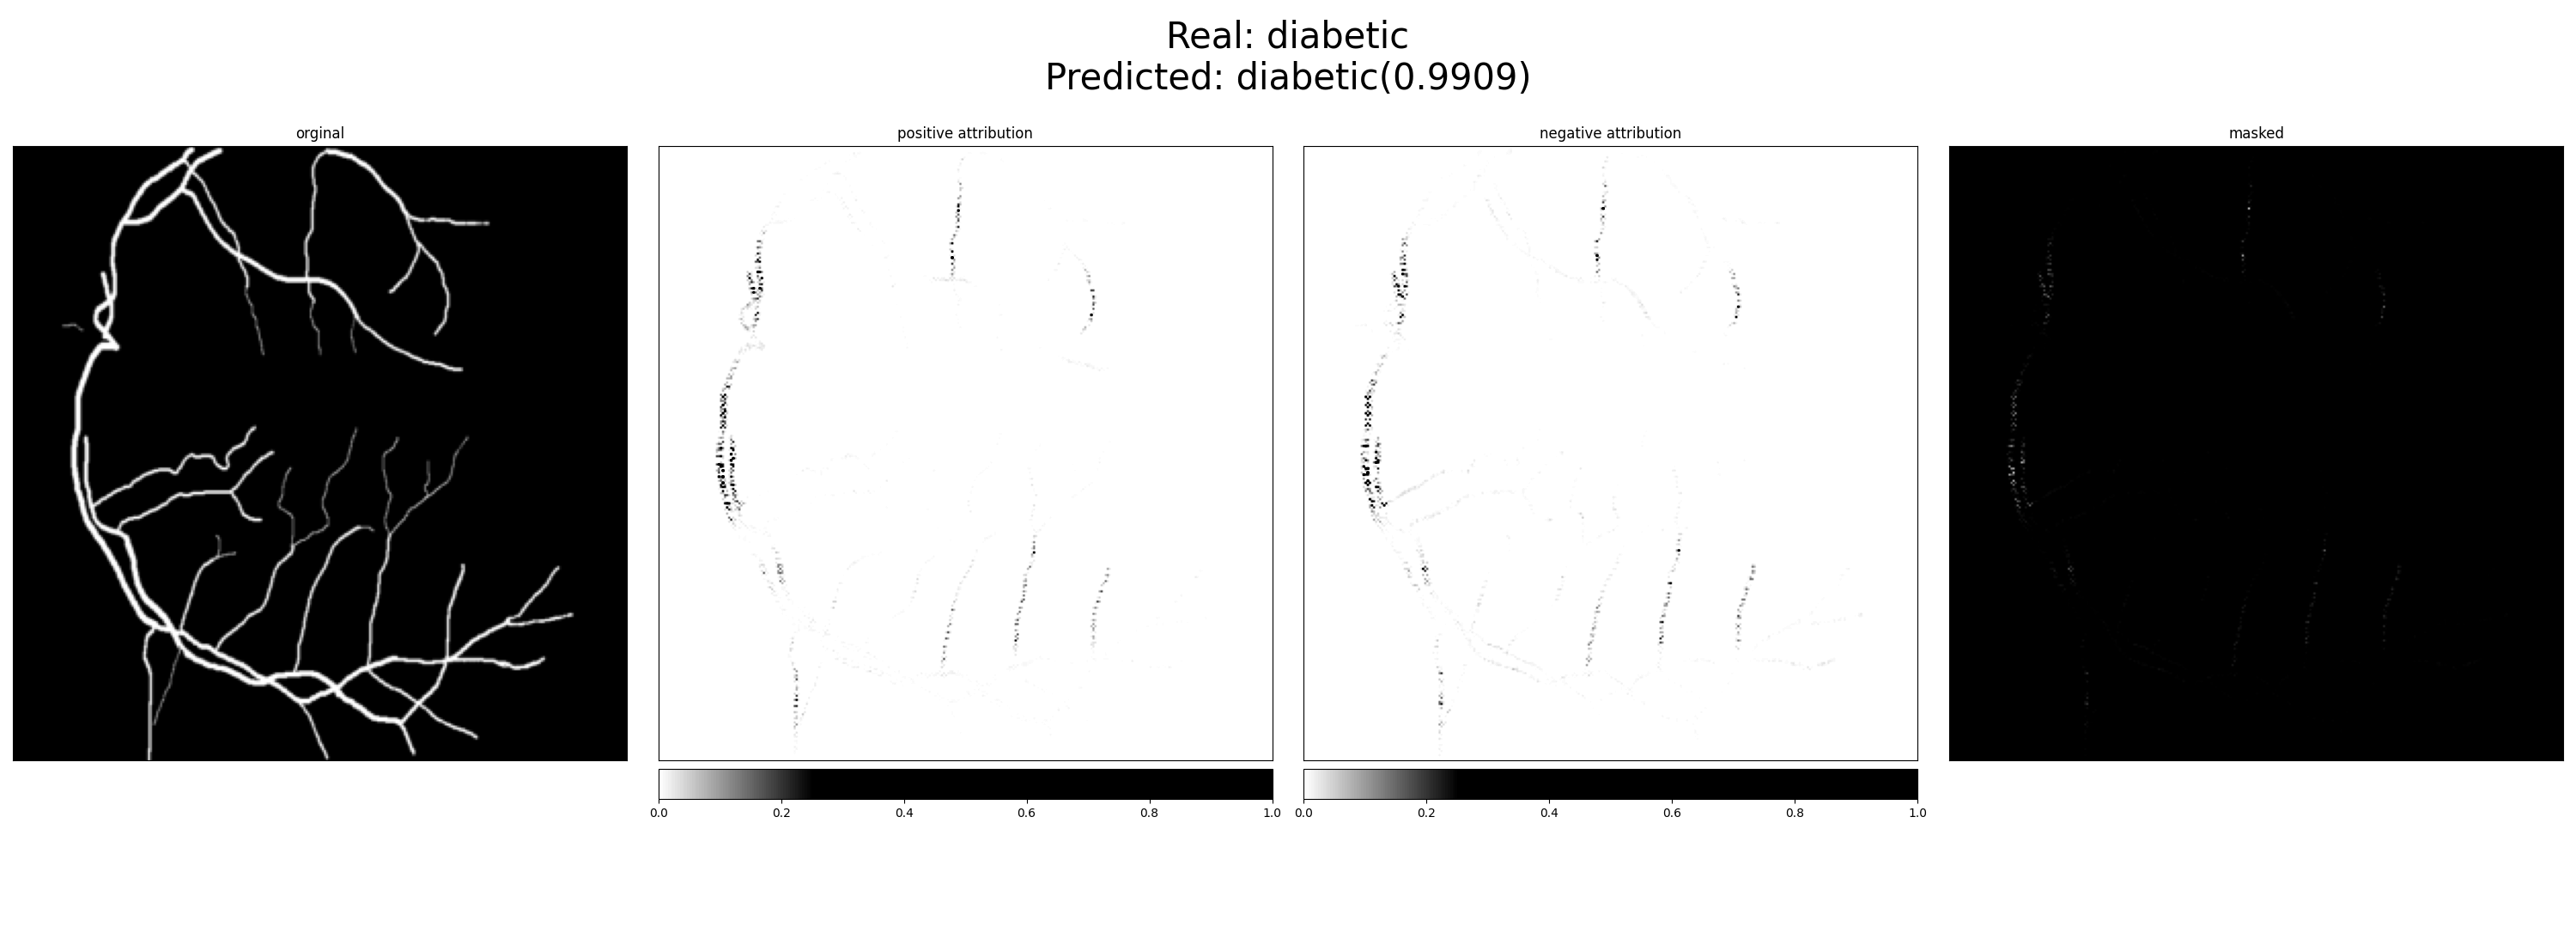 Real: diabetic
Predicted: diabetic(0.9909)
orginal
positive attribution
negative attribution
masked
0.0 0.2 0.4 0.6 0.8 1.0
0.0 0.2 0.4 0.6 0.8 1.0